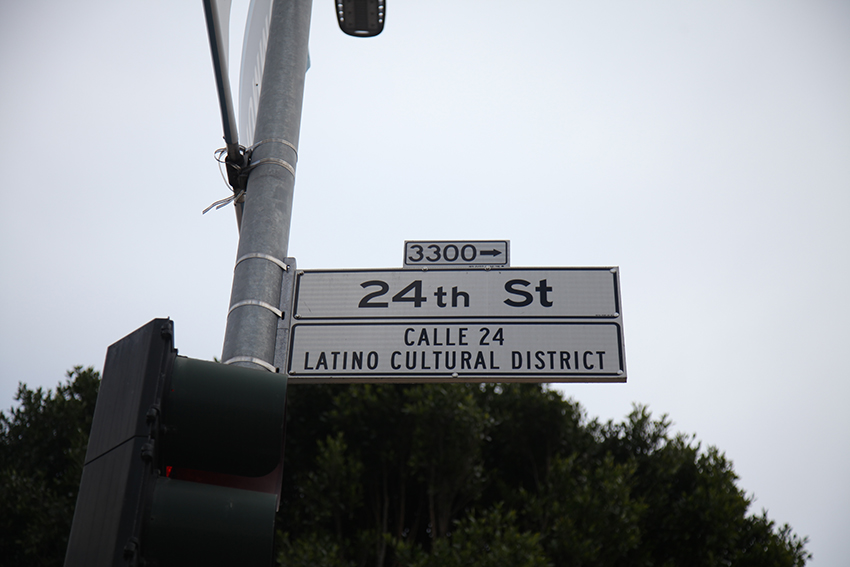 3300→
24th St
CALLE 24
LATINO CULTURAL DISTRICT